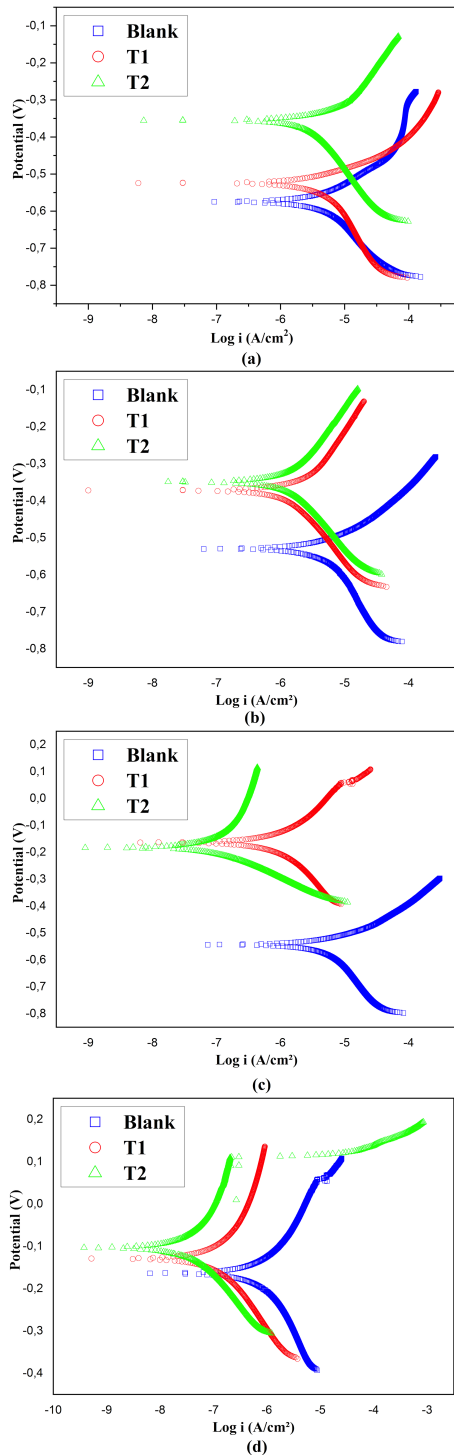 -0,1
-0,2
-0,3
-0,4
-0,5
-0,6
-0,7
-0,8
Potential (V)
Blank
T1
T2
-9 -8 -7 -6 -5 -4 -3
Log i (A/cm²)
(a)
-0,1
-0,2
-0,3
-0,4
-0,5
-0,6
-0,7
-0,8
Potential (V)
Blank
T1
T2
-9 -8 -7 -6 -5 -4 -3
Log i (A/cm²)
(b)
0,2
0,1
0,0
-0,1
-0,2
-0,3
-0,4
-0,5
-0,6
-0,7
-0,8
Potential (V)
Blank
T1
T2
-9 -8 -7 -6 -5 -4 -3
Log i (A/cm²)
(c)
0,2
0,1
0,0
-0,1
-0,2
-0,3
-0,4
Potential (V)
Blank
T1
T2
-10 -9 -8 -7 -6 -5 -4 -3
Log i (A/cm²)
(d)